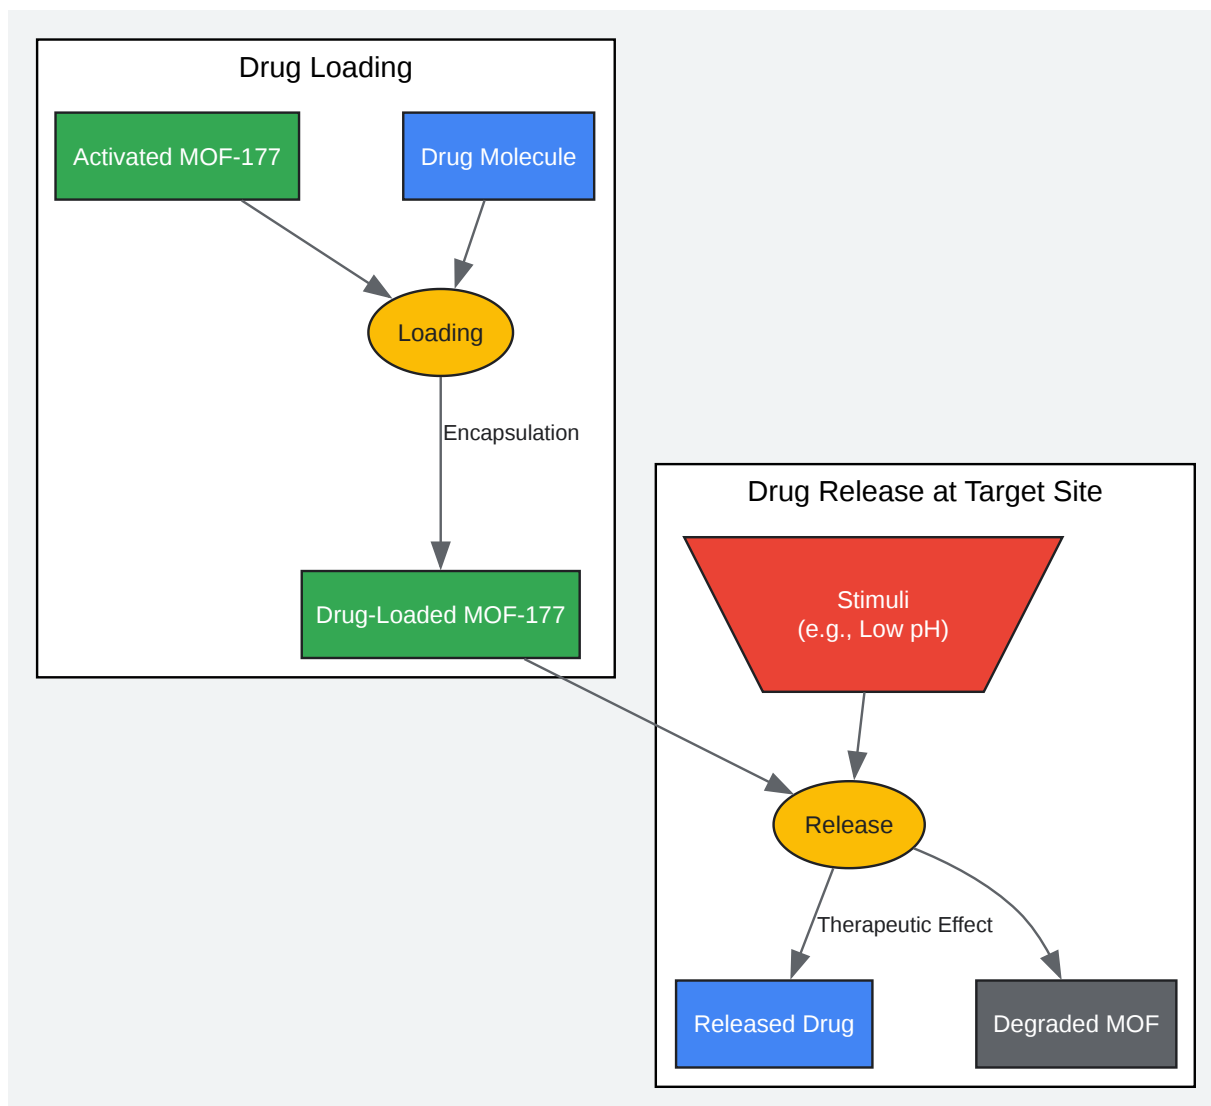 Drug Loading
Activated MOF-177
Drug Molecule
Loading
Encapsulation
Drug-Loaded MOF-177
Drug Release at Target Site
Stimuli
(e.g., Low pH)
Release
Therapeutic Effect
Released Drug
Degraded MOF